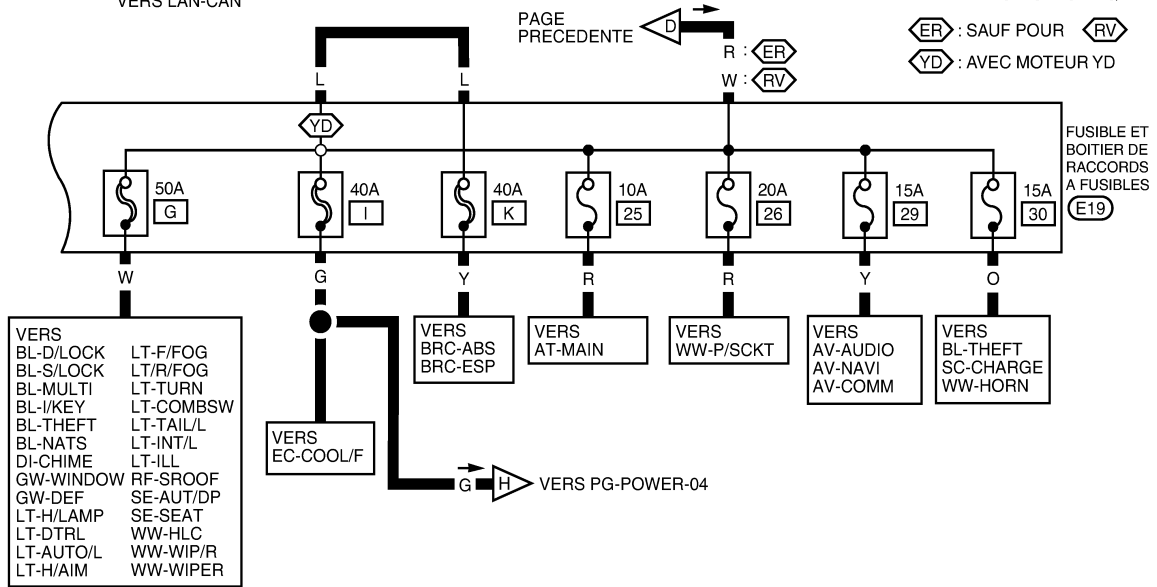 VERS LAN-CAN
PAGE
PRECEDENTE
D
R : ER
W : RV
ER : SAUF POUR RV
YD : AVEC MOTEUR YD
L
L
YD
FUSIBLE ET
BOITIER DE
RACCORDS
A FUSIBLES
E19
50A
G
40A
I
40A
K
10A
25
20A
26
15A
29
15A
30
W
G
Y
R
R
Y
O
VERS
BL-D/LOCK
BL-S/LOCK
BL-MULTI
BL-I/KEY
BL-THEFT
BL-NATS
DI-CHIME
GW-WINDOW
GW-DEF
LT-H/LAMP
LT-DTRL
LT-AUTO/L
LT-H/AIM
LT-F/FOG
LT/R/FOG
LT-TURN
LT-COMBSW
LT-TAIL/L
LT-INT/L
LT-ILL
RF-SROOF
SE-AUT/DP
SE-SEAT
WW-HLC
WW-WIP/R
WW-WIPER
VERS
EC-COOL/F
VERS
BRC-ABS
BRC-ESP
VERS
AT-MAIN
VERS
WW-P/SCKT
VERS
AV-AUDIO
AV-NAVI
AV-COMM
VERS
BL-THEFT
SC-CHARGE
WW-HORN
G
H
VERS PG-POWER-04